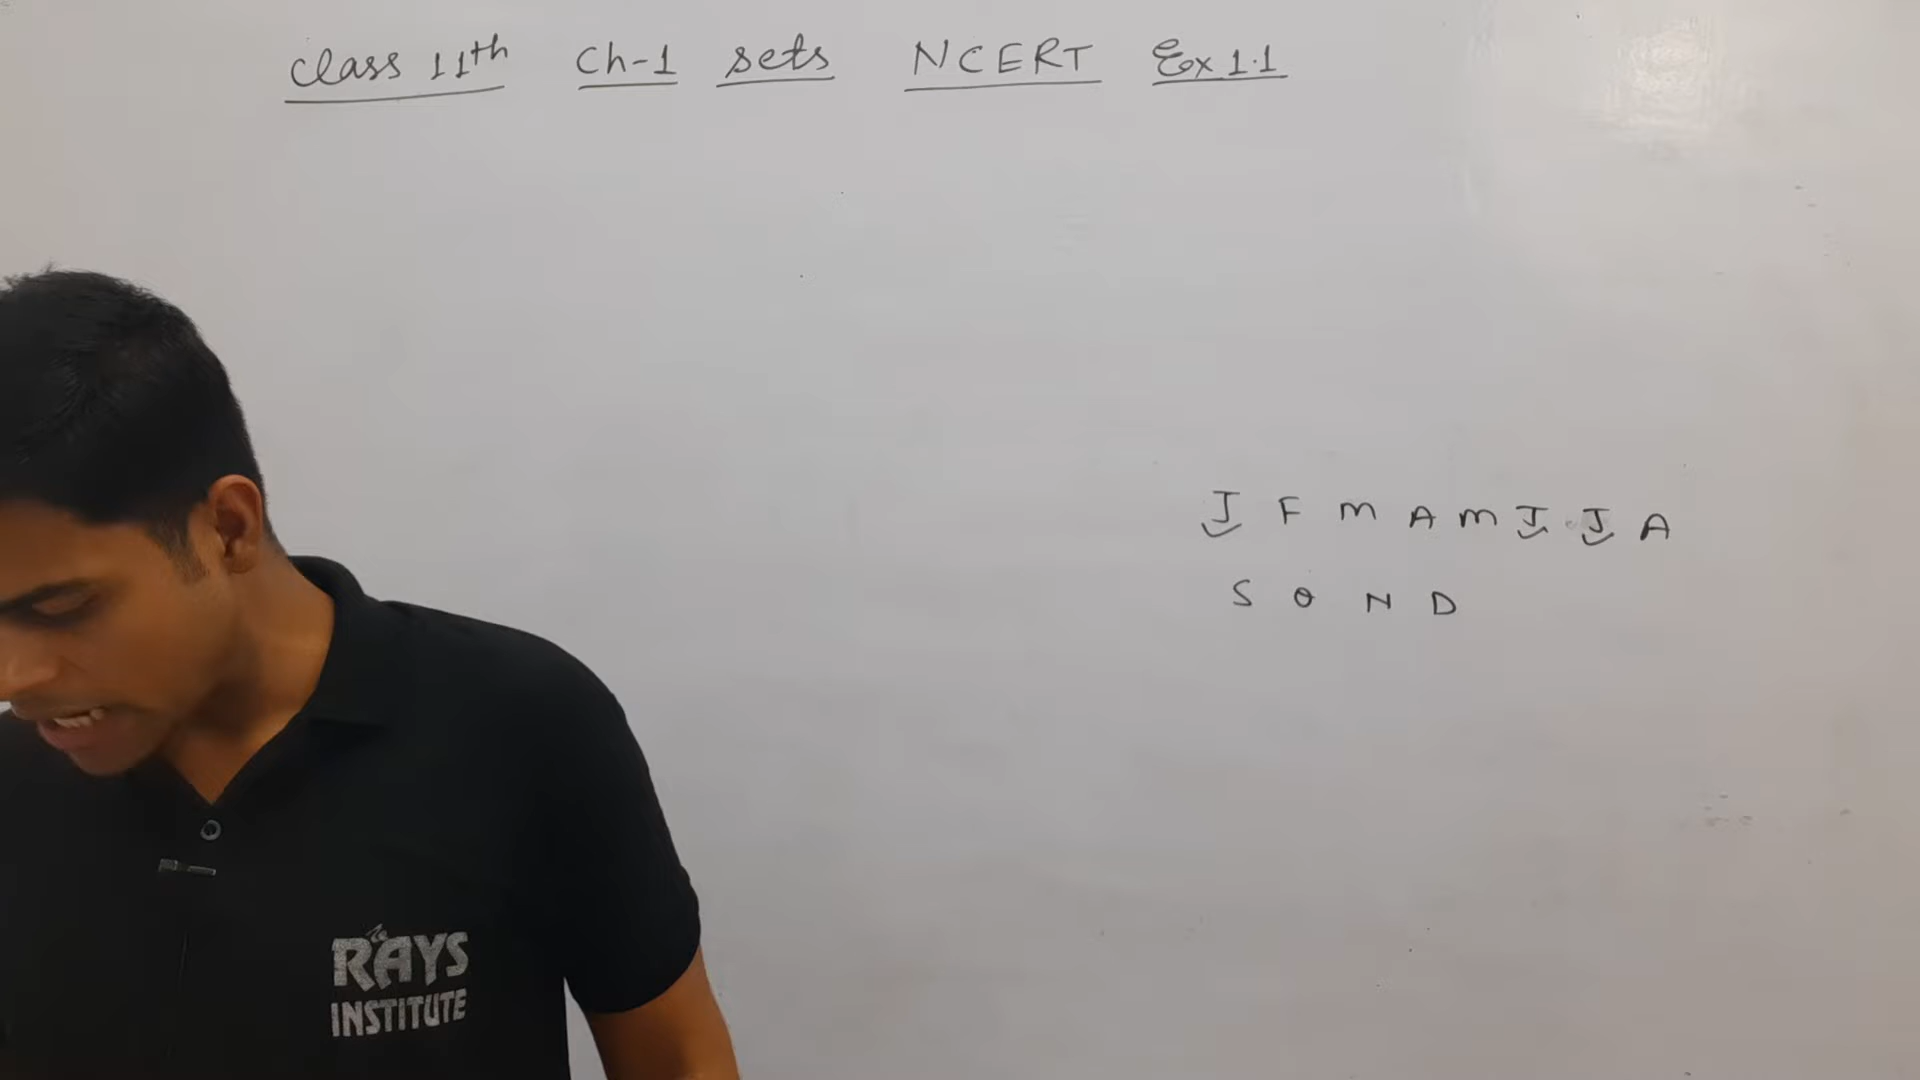 class 11th Ch-1 sets NCERT Ex 1.1
J F M A M J J A
S O N D
RAYS
INSTITUTE